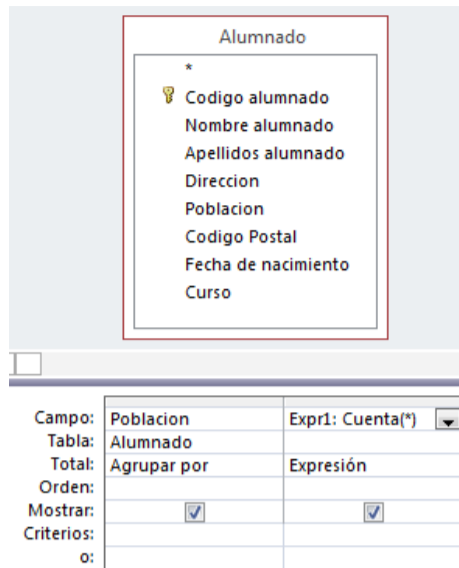 Alumnado
*
Codigo alumnado
Nombre alumnado
Apellidos alumnado
Direccion
Poblacion
Codigo Postal
Fecha de nacimiento
Curso
Campo: Poblacion Expr1: Cuenta(*)
Tabla: Alumnado
Total: Agrupar por Expresión
Orden:
Mostrar:
Criterios:
o: